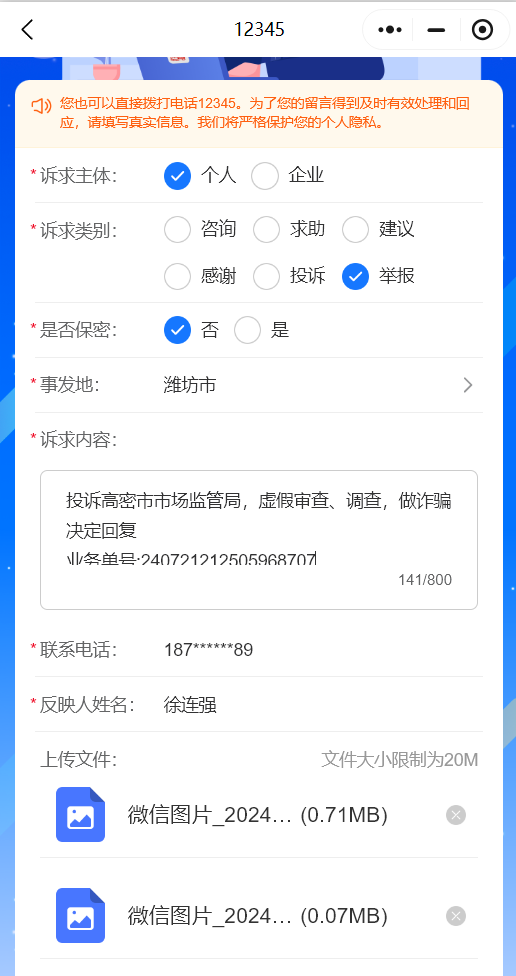 12345
您也可以直接拨打电话12345。为了您的留言得到及时有效处理和回
应，请填写真实信息。我们将严格保护您的个人隐私。
*诉求主体： 个人 企业
*诉求类别： 咨询 求助 建议
感谢 投诉 举报
*是否保密： 否 是
*事发地： 潍坊市
*诉求内容：
投诉高密市市场监管局，虚假审查、调查，做诈骗
决定回复
业务单号:240721212505968707
141/800
*联系电话： 187******89
*反映人姓名： 徐连强
上传文件： 文件大小限制为20M
微信图片_2024… (0.71MB)
微信图片_2024… (0.07MB)